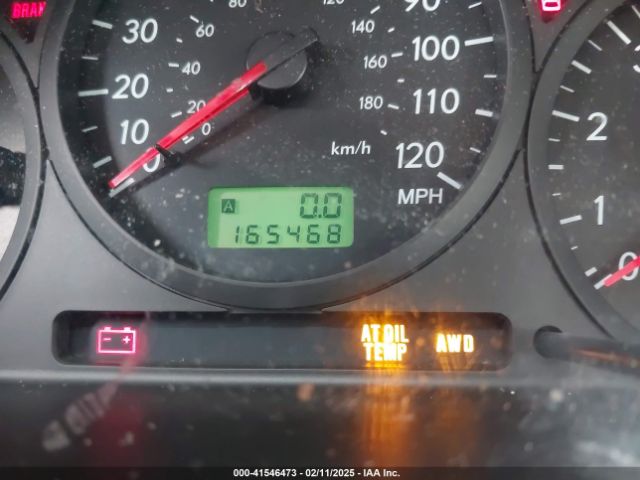 BRAK
80 120 90
30 60 140 100
160
20 40 180 110
10 20 2
0 0 km/h 120
MPH 1
A 0.0 0
165468
- + AT OIL TEMP AWD
000-41546473 - 02/11/2025 - IAA Inc.